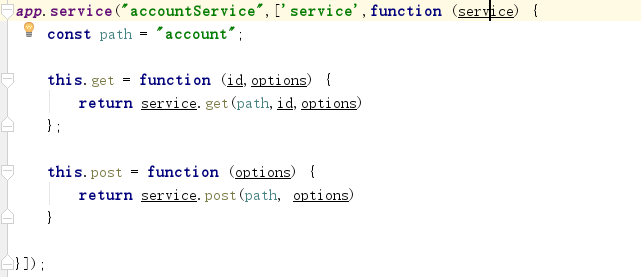 app.service("accountService",['service',function (service) {
const path = "account";
this.get = function (id,options) {
return service.get(path,id,options)
};
this.post = function (options) {
return service.post(path, options)
}
}]);